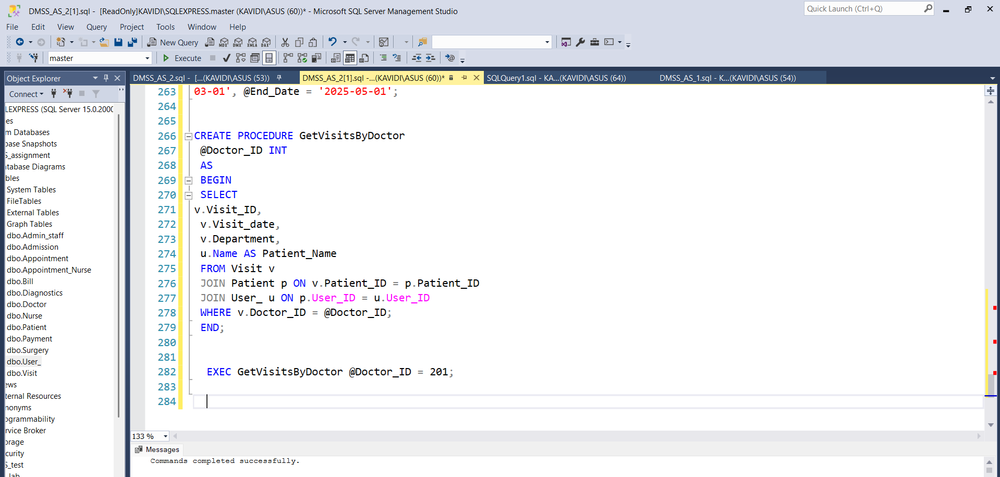 DMSS_AS_2[1].sql - [ReadOnly]KAVIDI\SQLEXPRESS.master (KAVIDI\ASUS (60))* - Microsoft SQL Server Management Studio
Quick Launch (Ctrl+Q)
File Edit View Query Project Tools Window Help
New Query MDX DMX XMLA DAX
master Execute
Object Explorer
DMSS_AS_2.sql - [...(KAVIDI\ASUS (53)) DMSS_AS_2[1].sql -...(KAVIDI\ASUS (60))* SQLQuery1.sql - KA...(KAVIDI\ASUS (64)) DMSS_AS_1.sql - K...(KAVIDI\ASUS (54))
Connect
LEXPRESS (SQL Server 15.0.2000
es
m Databases
base Snapshots
S_assignment
tabase Diagrams
bles
System Tables
FileTables
External Tables
Graph Tables
dbo.Admin_staff
dbo.Admission
dbo.Appointment
dbo.Appointment_Nurse
dbo.Bill
dbo.Diagnostics
dbo.Doctor
dbo.Nurse
dbo.Patient
dbo.Payment
dbo.Surgery
dbo.User_
dbo.Visit
ews
ternal Resources
nonyms
ogrammability
rvice Broker
orage
curity
S_test
lab
263 03-01', @End_Date = '2025-05-01';
264
265
266 CREATE PROCEDURE GetVisitsByDoctor
267 @Doctor_ID INT
268 AS
269 BEGIN
270 SELECT
271 v.Visit_ID,
272 v.Visit_date,
273 v.Department,
274 u.Name AS Patient_Name
275 FROM Visit v
276 JOIN Patient p ON v.Patient_ID = p.Patient_ID
277 JOIN User_ u ON p.User_ID = u.User_ID
278 WHERE v.Doctor_ID = @Doctor_ID;
279 END;
280
281
282 EXEC GetVisitsByDoctor @Doctor_ID = 201;
283
284
133 %
Messages
Commands completed successfully.